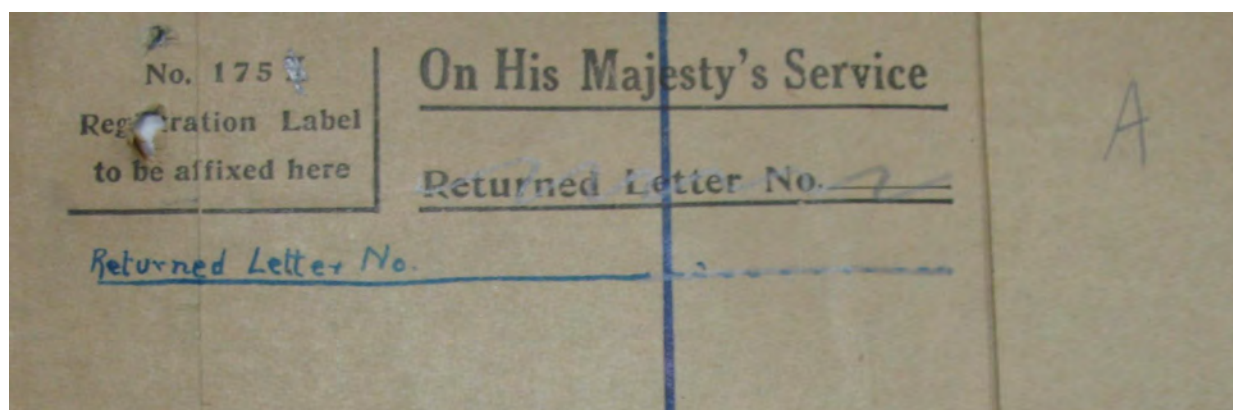 No. 175
Registration Label
to be affixed here
On His Majesty's Service
Returned Letter No.
A
Returned Letter No.